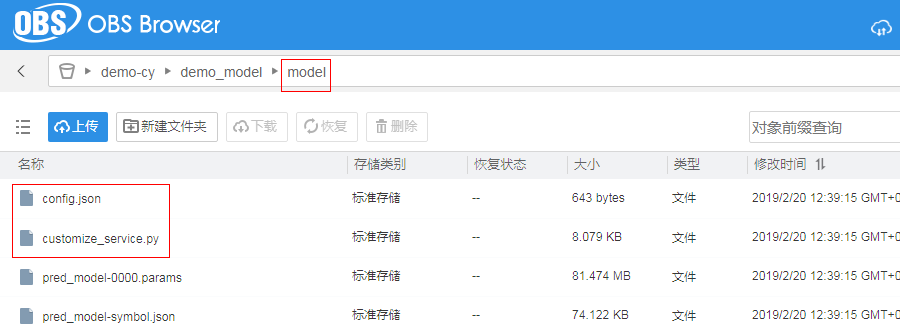 OBS OBS Browser
demo-cy demo_model model
上传 新建文件夹 下载 恢复 删除 对象前缀查询
名称 存储类别 恢复状态 大小 类型 修改时间
config.json 标准存储 -- 643 bytes 文件 2019/2/20 12:39:15 GMT+0
customize_service.py 标准存储 -- 8.079 KB 文件 2019/2/20 12:39:15 GMT+0
pred_model-0000.params 标准存储 -- 81.474 MB 文件 2019/2/20 12:39:15 GMT+0
pred_model-symbol.json 标准存储 -- 74.122 KB 文件 2019/2/20 12:39:15 GMT+0